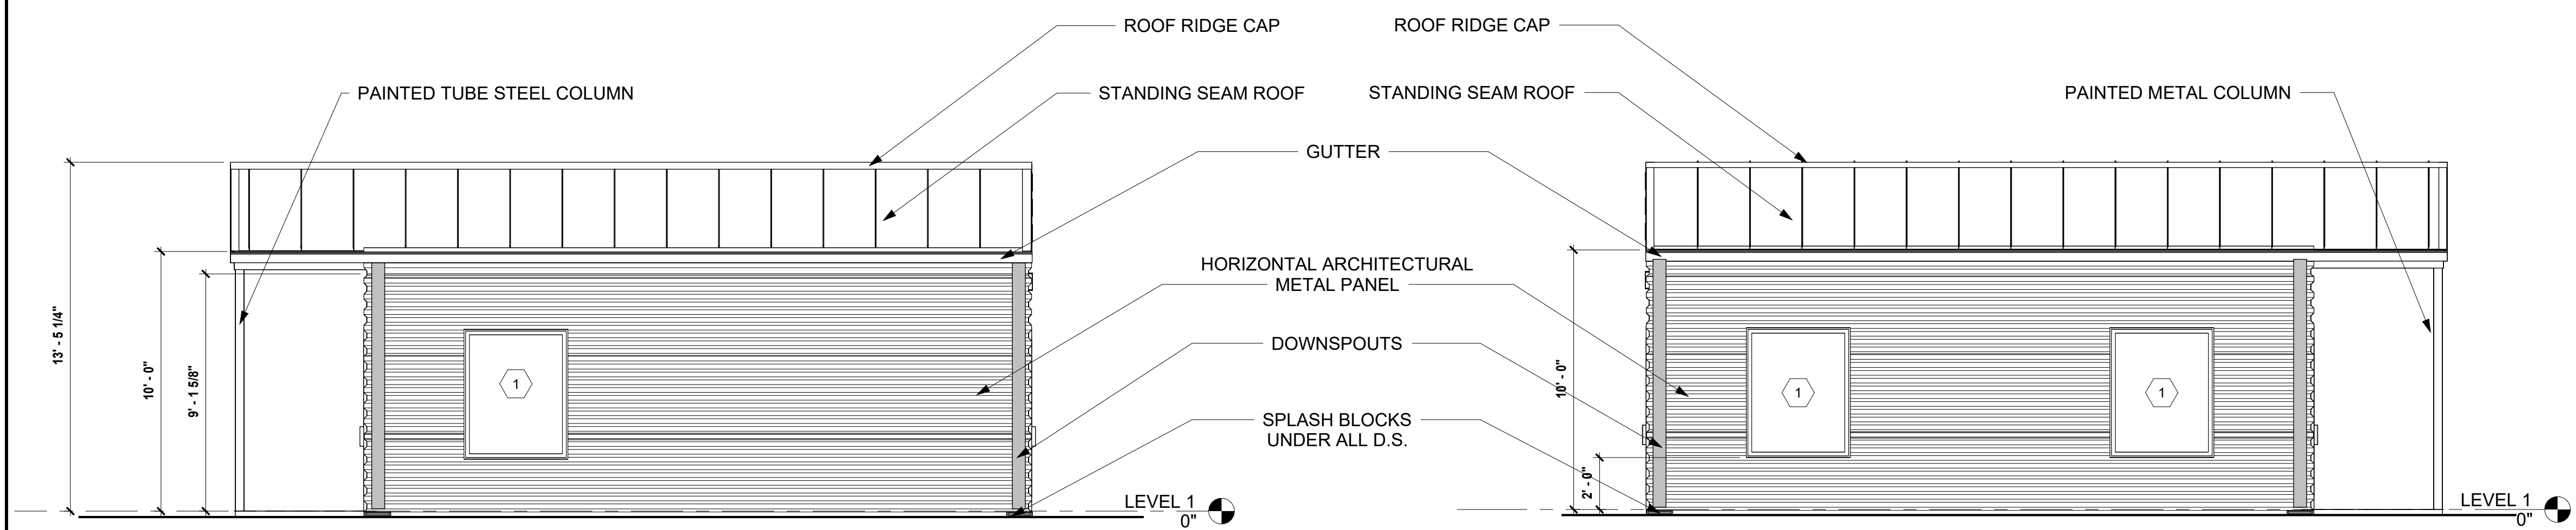 ROOF RIDGE CAP
ROOF RIDGE CAP
PAINTED TUBE STEEL COLUMN
STANDING SEAM ROOF
STANDING SEAM ROOF
PAINTED METAL COLUMN
GUTTER
HORIZONTAL ARCHITECTURAL
METAL PANEL
DOWNSPOUTS
SPLASH BLOCKS
UNDER ALL D.S.
13' - 5 1/4"
10' - 0"
9' - 1 5/8"
1
LEVEL 1
0"
10' - 0"
2' - 0"
1
1
LEVEL 1
0"